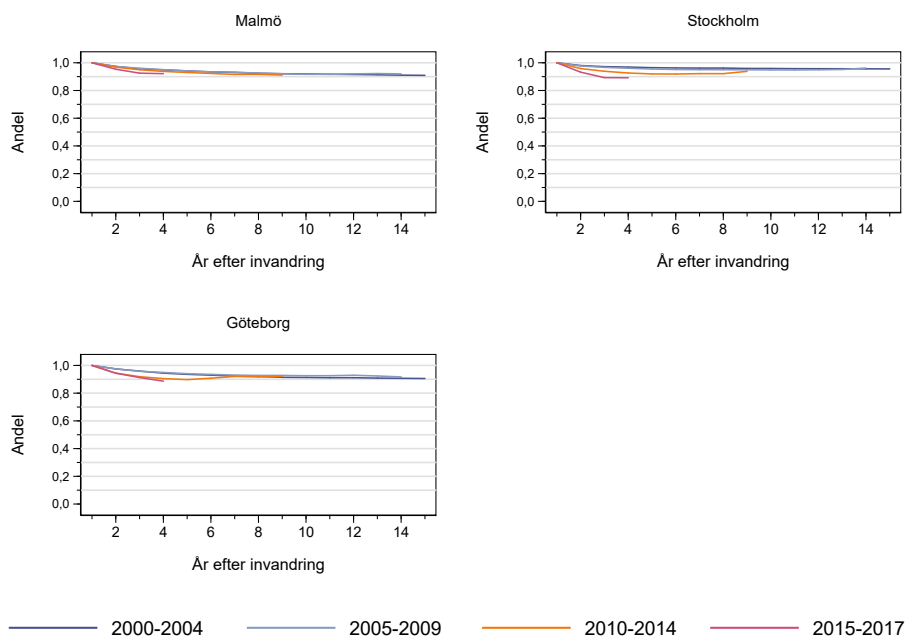 Malmö
Stockholm
Andel
1,0
0,8
0,6
0,4
0,2
0,0
2 4 6 8 10 12 14
År efter invandring
Andel
1,0
0,8
0,6
0,4
0,2
0,0
2 4 6 8 10 12 14
År efter invandring
Göteborg
Andel
1,0
0,8
0,6
0,4
0,2
0,0
2 4 6 8 10 12 14
År efter invandring
2000-2004 2005-2009 2010-2014 2015-2017